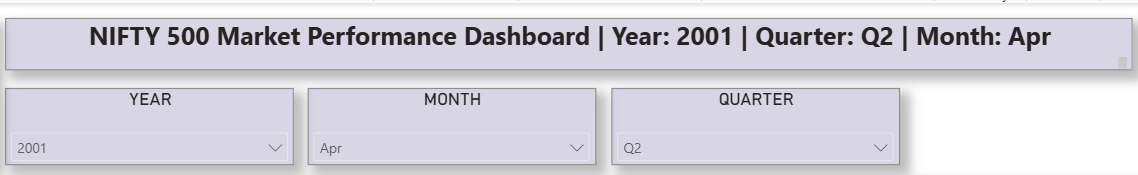 NIFTY 500 Market Performance Dashboard | Year: 2001 | Quarter: Q2 | Month: Apr
YEAR
2001
MONTH
Apr
QUARTER
Q2